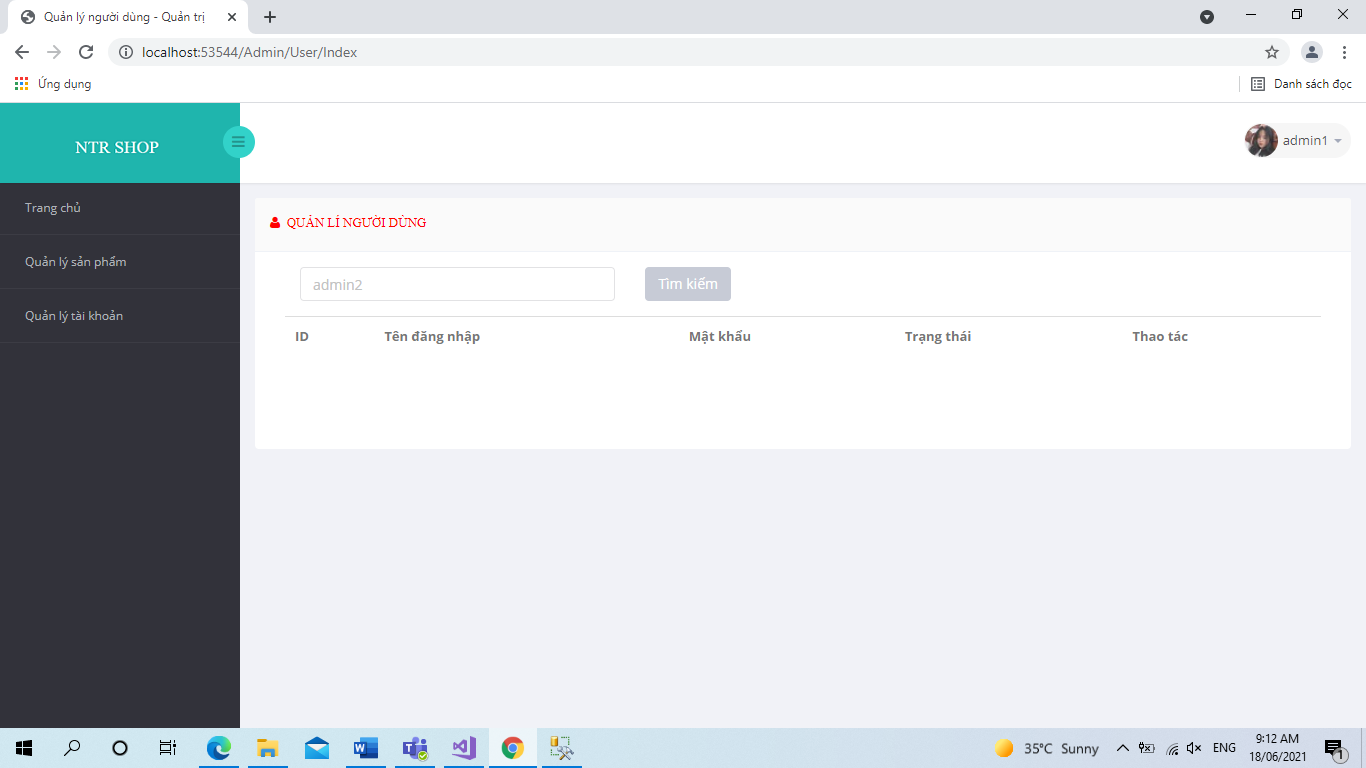 Quản lý người dùng - Quản trị
localhost:53544/Admin/User/Index
Ứng dụng
Danh sách đọc
NTR SHOP
admin1
Trang chủ
Quản lý sản phẩm
Quản lý tài khoản
QUẢN LÍ NGƯỜI DÙNG
admin2
Tìm kiếm
ID Tên đăng nhập Mật khẩu Trạng thái Thao tác
35°C Sunny
ENG
9:12 AM
18/06/2021
1